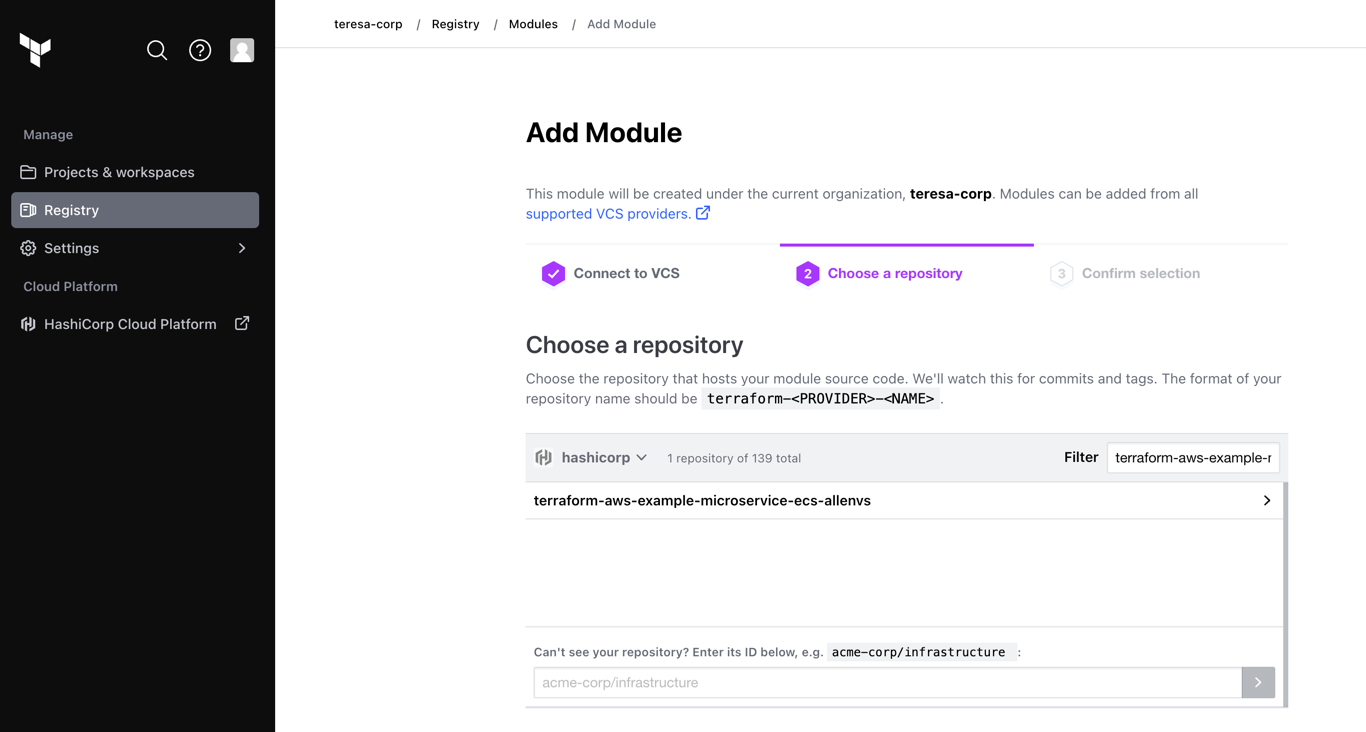 teresa-corp / Registry / Modules / Add Module
Manage
Projects & workspaces
Registry
Settings
Cloud Platform
HashiCorp Cloud Platform
Add Module
This module will be created under the current organization, teresa-corp. Modules can be added from all
supported VCS providers.
Connect to VCS
2 Choose a repository
3 Confirm selection
Choose a repository
Choose the repository that hosts your module source code. We'll watch this for commits and tags. The format of your
repository name should be terraform-<PROVIDER>-<NAME> .
hashicorp 1 repository of 139 total Filter terraform-aws-example-r
terraform-aws-example-microservice-ecs-allenvs
Can't see your repository? Enter its ID below, e.g. acme-corp/infrastructure :
acme-corp/infrastructure